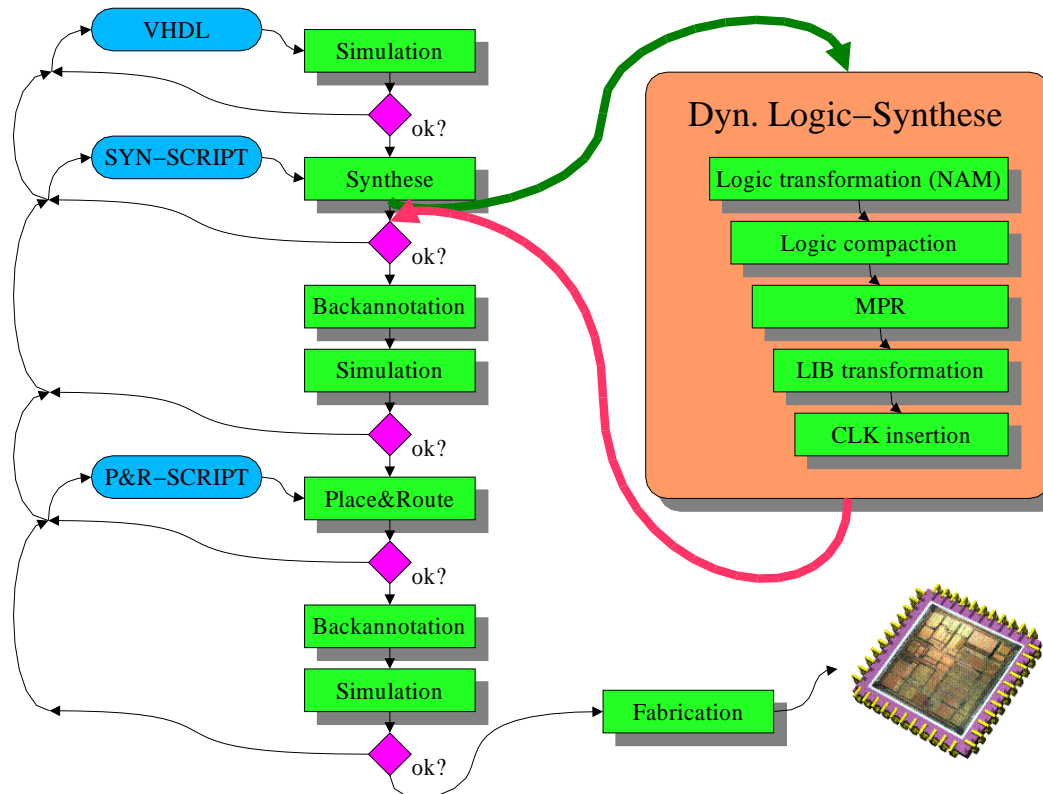 VHDL
Simulation
ok?
SYN−SCRIPT
Synthese
ok?
Backannotation
Simulation
ok?
P&R−SCRIPT
Place&Route
ok?
Backannotation
Simulation
ok?
Fabrication
Dyn. Logic−Synthese
Logic transformation (NAM)
Logic compaction
MPR
LIB transformation
CLK insertion